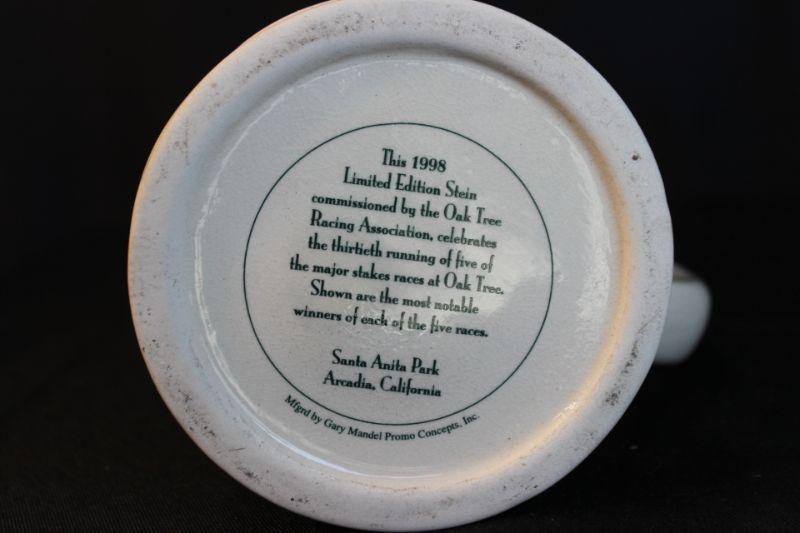 This 1998
Limited Edition Stein
commissioned by the Oak Tree
Racing Association, celebrates
the thirtieth running of five of
the major stakes races at Oak Tree.
Shown are the most notable
winners of each of the five races.
Santa Anita Park
Arcadia, California
Mfgrd by Gary Mandel Promo Concepts, Inc.